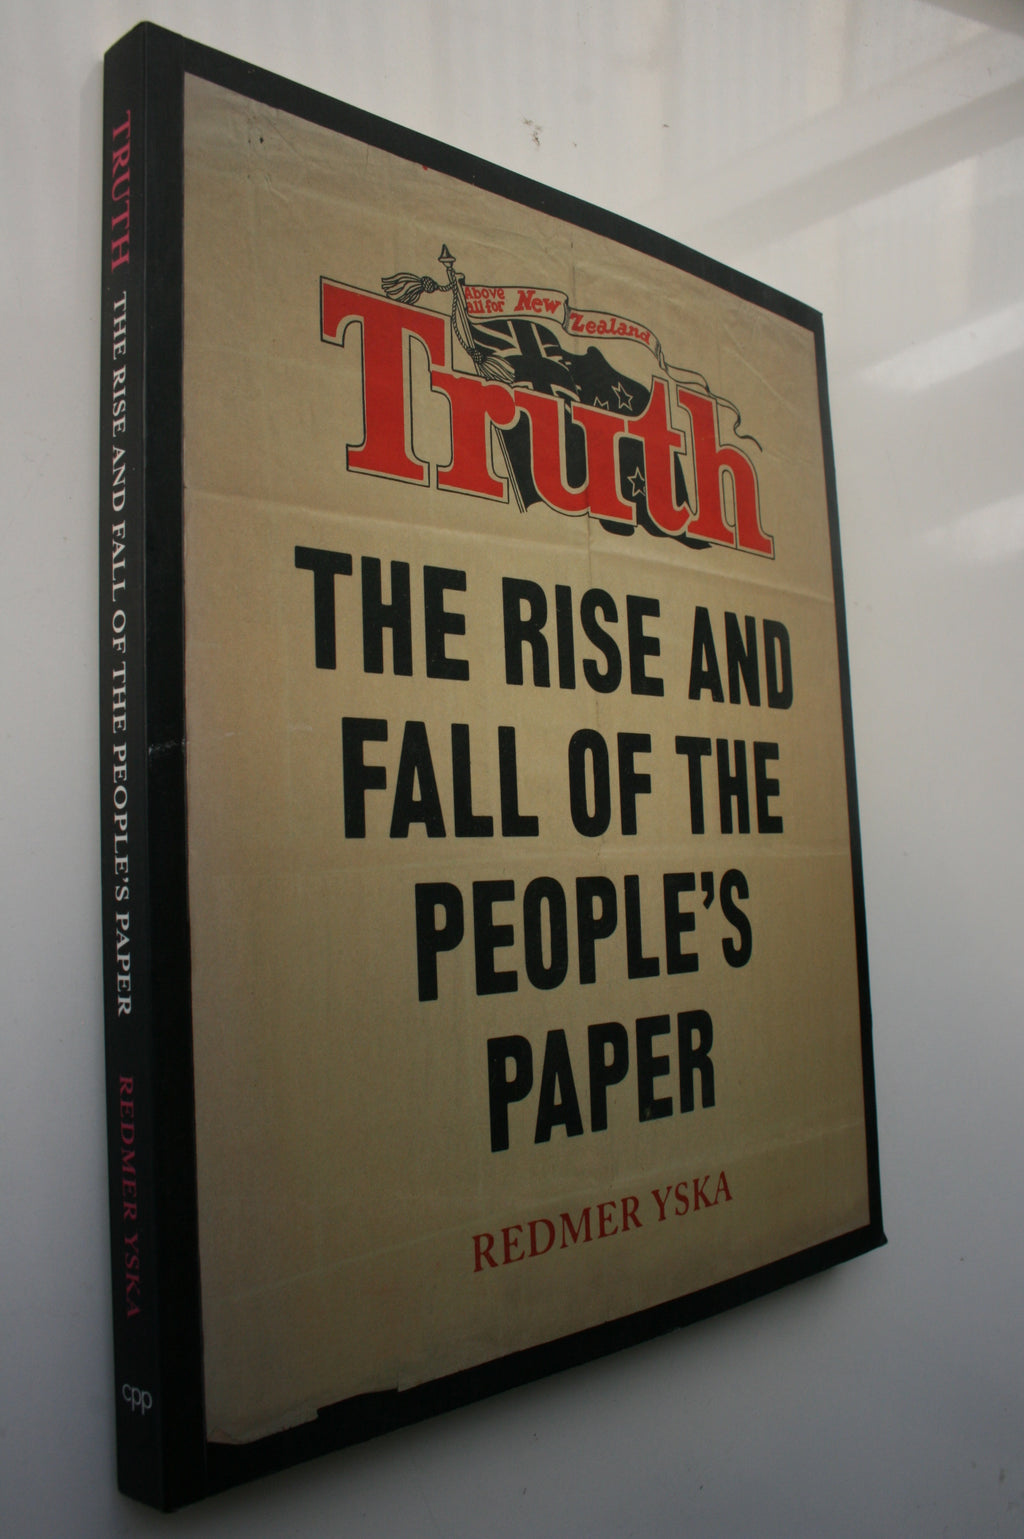 TRUTH THE RISE AND FALL OF THE PEOPLE'S PAPER REDMER YSKA cpp
Above all for New Zealand
Truth
THE RISE AND
FALL OF THE
PEOPLE'S
PAPER
REDMER YSKA